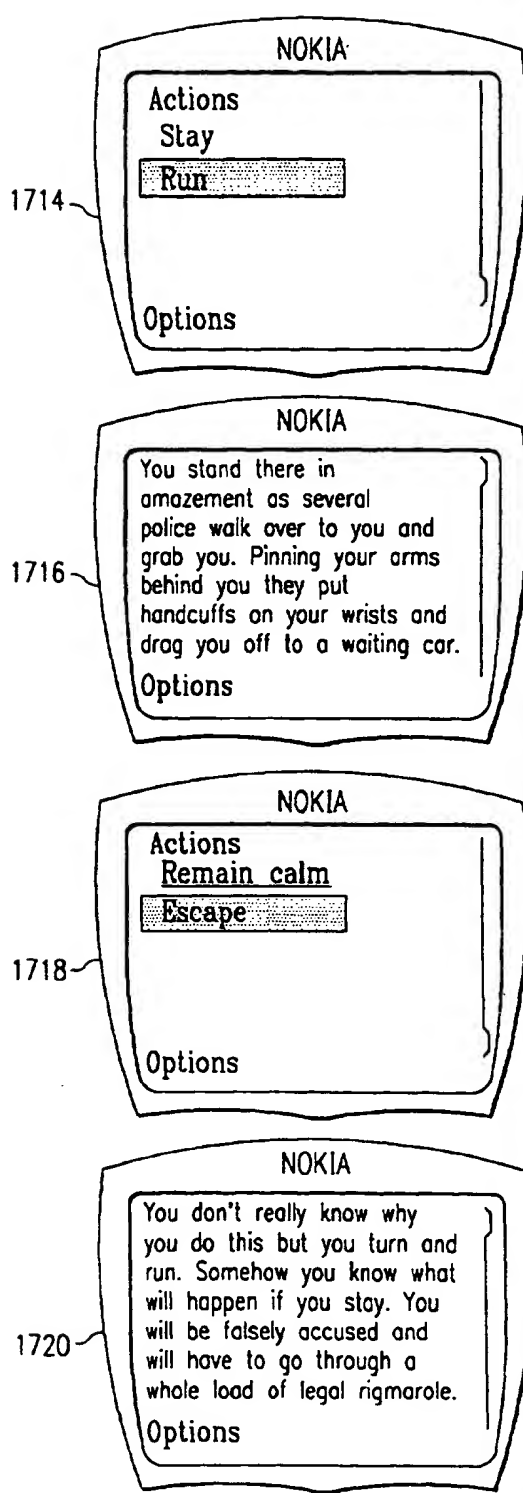 NOKIA
Actions
Stay
Run
1714
Options
NOKIA
You stand there in
amazement as several
police walk over to you and
grab you. Pinning your arms
behind you they put
handcuffs on your wrists and
drag you off to a waiting car.
1716
Options
NOKIA
Actions
Remain calm
Escape
1718
Options
NOKIA
You don't really know why
you do this but you turn and
run. Somehow you know what
will happen if you stay. You
will be falsely accused and
will have to go through a
whole load of legal rigmarole.
1720
Options